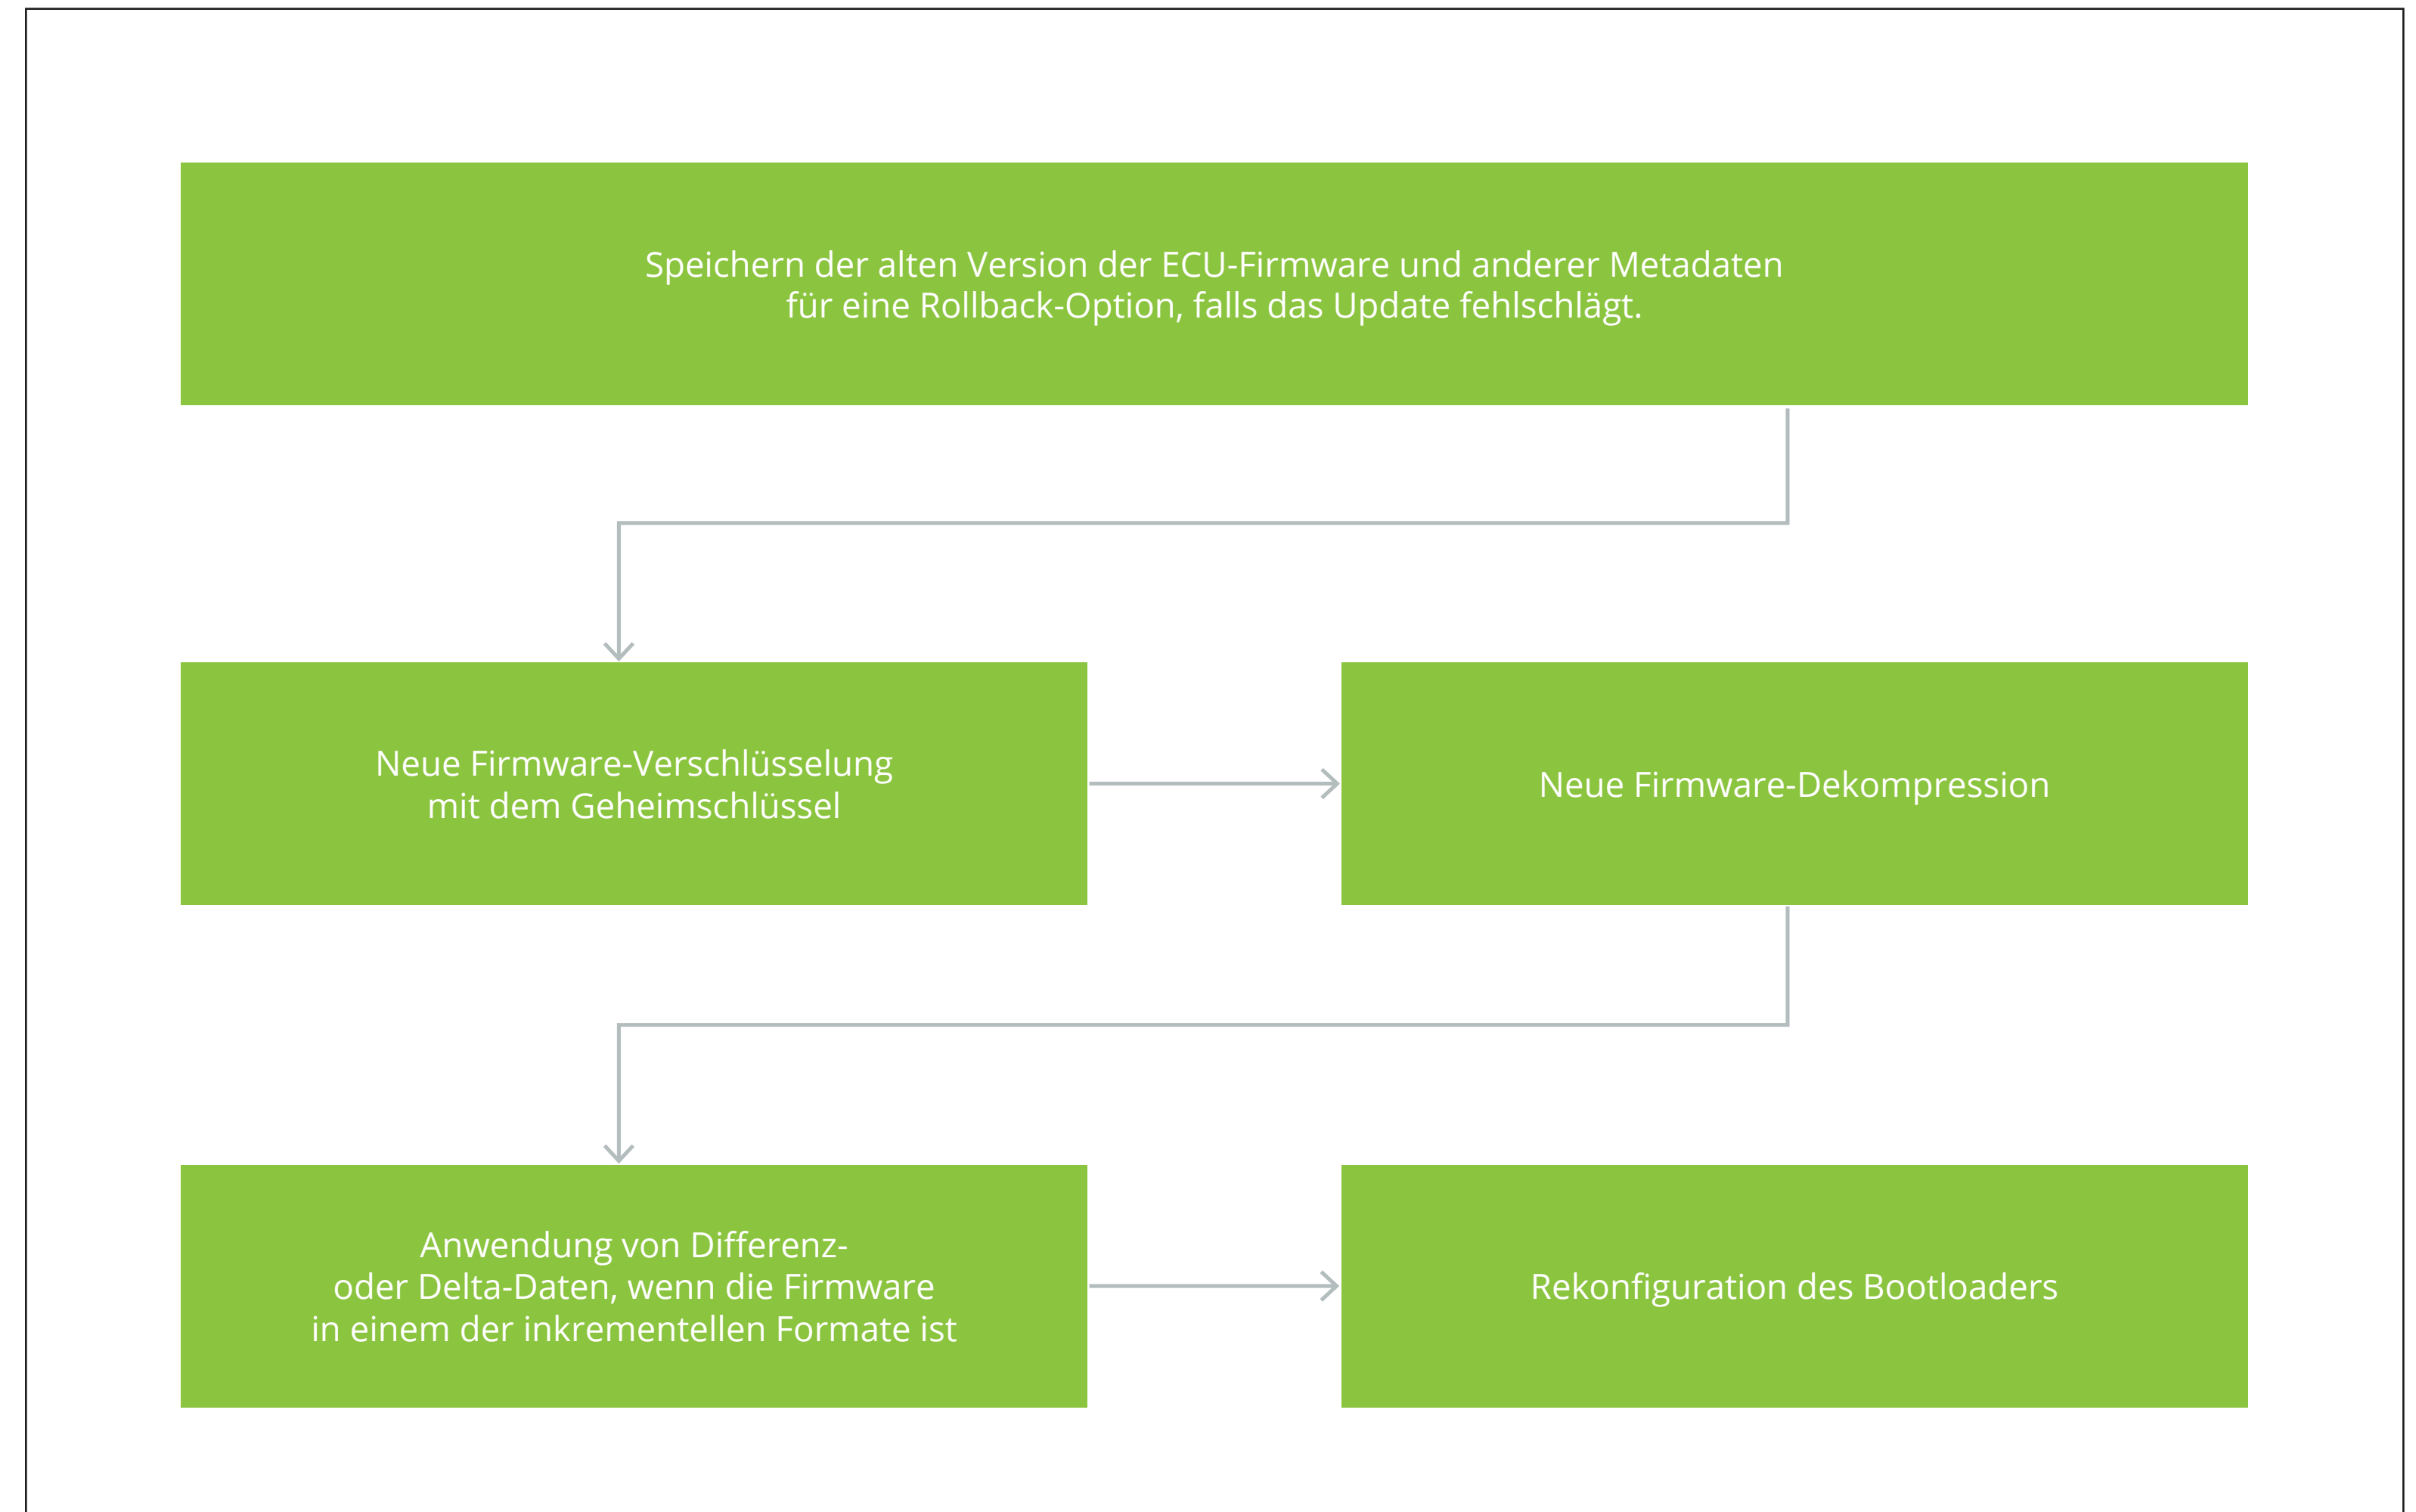 Speichern der alten Version der ECU-Firmware und anderer Metadaten
für eine Rollback-Option, falls das Update fehlschlägt.
Neue Firmware-Verschlüsselung
mit dem Geheimschlüssel
Neue Firmware-Dekompression
Anwendung von Differenz-
oder Delta-Daten, wenn die Firmware
in einem der inkrementellen Formate ist
Rekonfiguration des Bootloaders